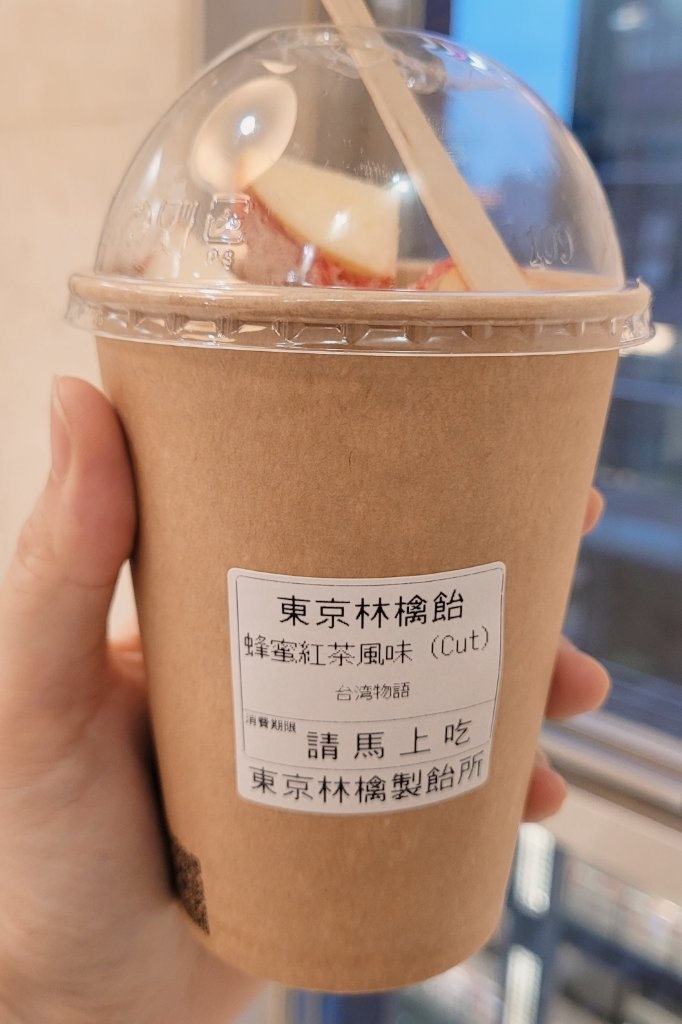 東京林檎飴
蜂蜜紅茶風味 (Cut)
台湾物語
消費期限
請馬上吃
東京林檎製飴所